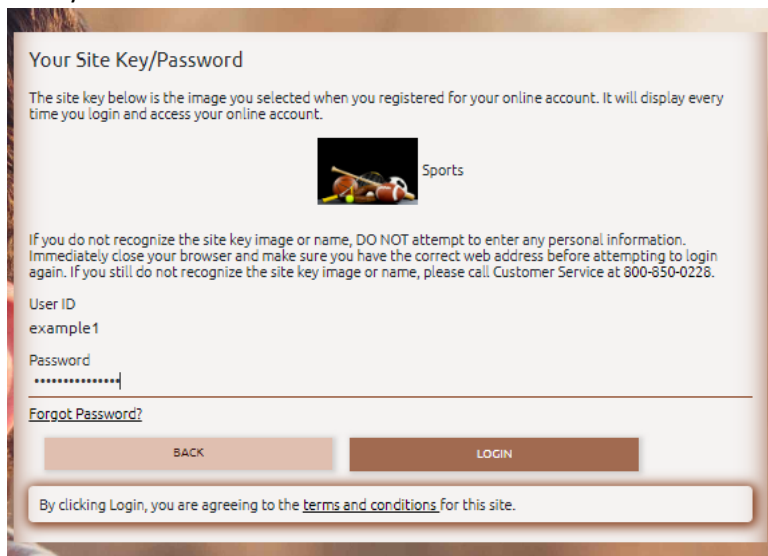 Your Site Key/Password
The site key below is the image you selected when you registered for your online account. It will display every
time you login and access your online account.
Sports
If you do not recognize the site key image or name, DO NOT attempt to enter any personal information.
Immediately close your browser and make sure you have the correct web address before attempting to login
again. If you still do not recognize the site key image or name, please call Customer Service at 800-850-0228.
User ID
example1
Password
•••••••••••••••
Forgot Password?
BACK LOGIN
By clicking Login, you are agreeing to the terms and conditions for this site.